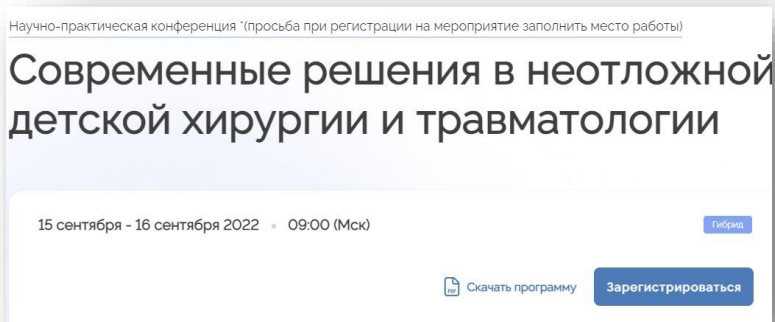 Научно-практическая конференция *(просьба при регистрации на мероприятие заполнить место работы)
Современные решения в неотложной
детской хирургии и травматологии
15 сентября - 16 сентября 2022 • 09:00 (Мск)
Гибрид
PDF
Скачать программу
Зарегистрироваться